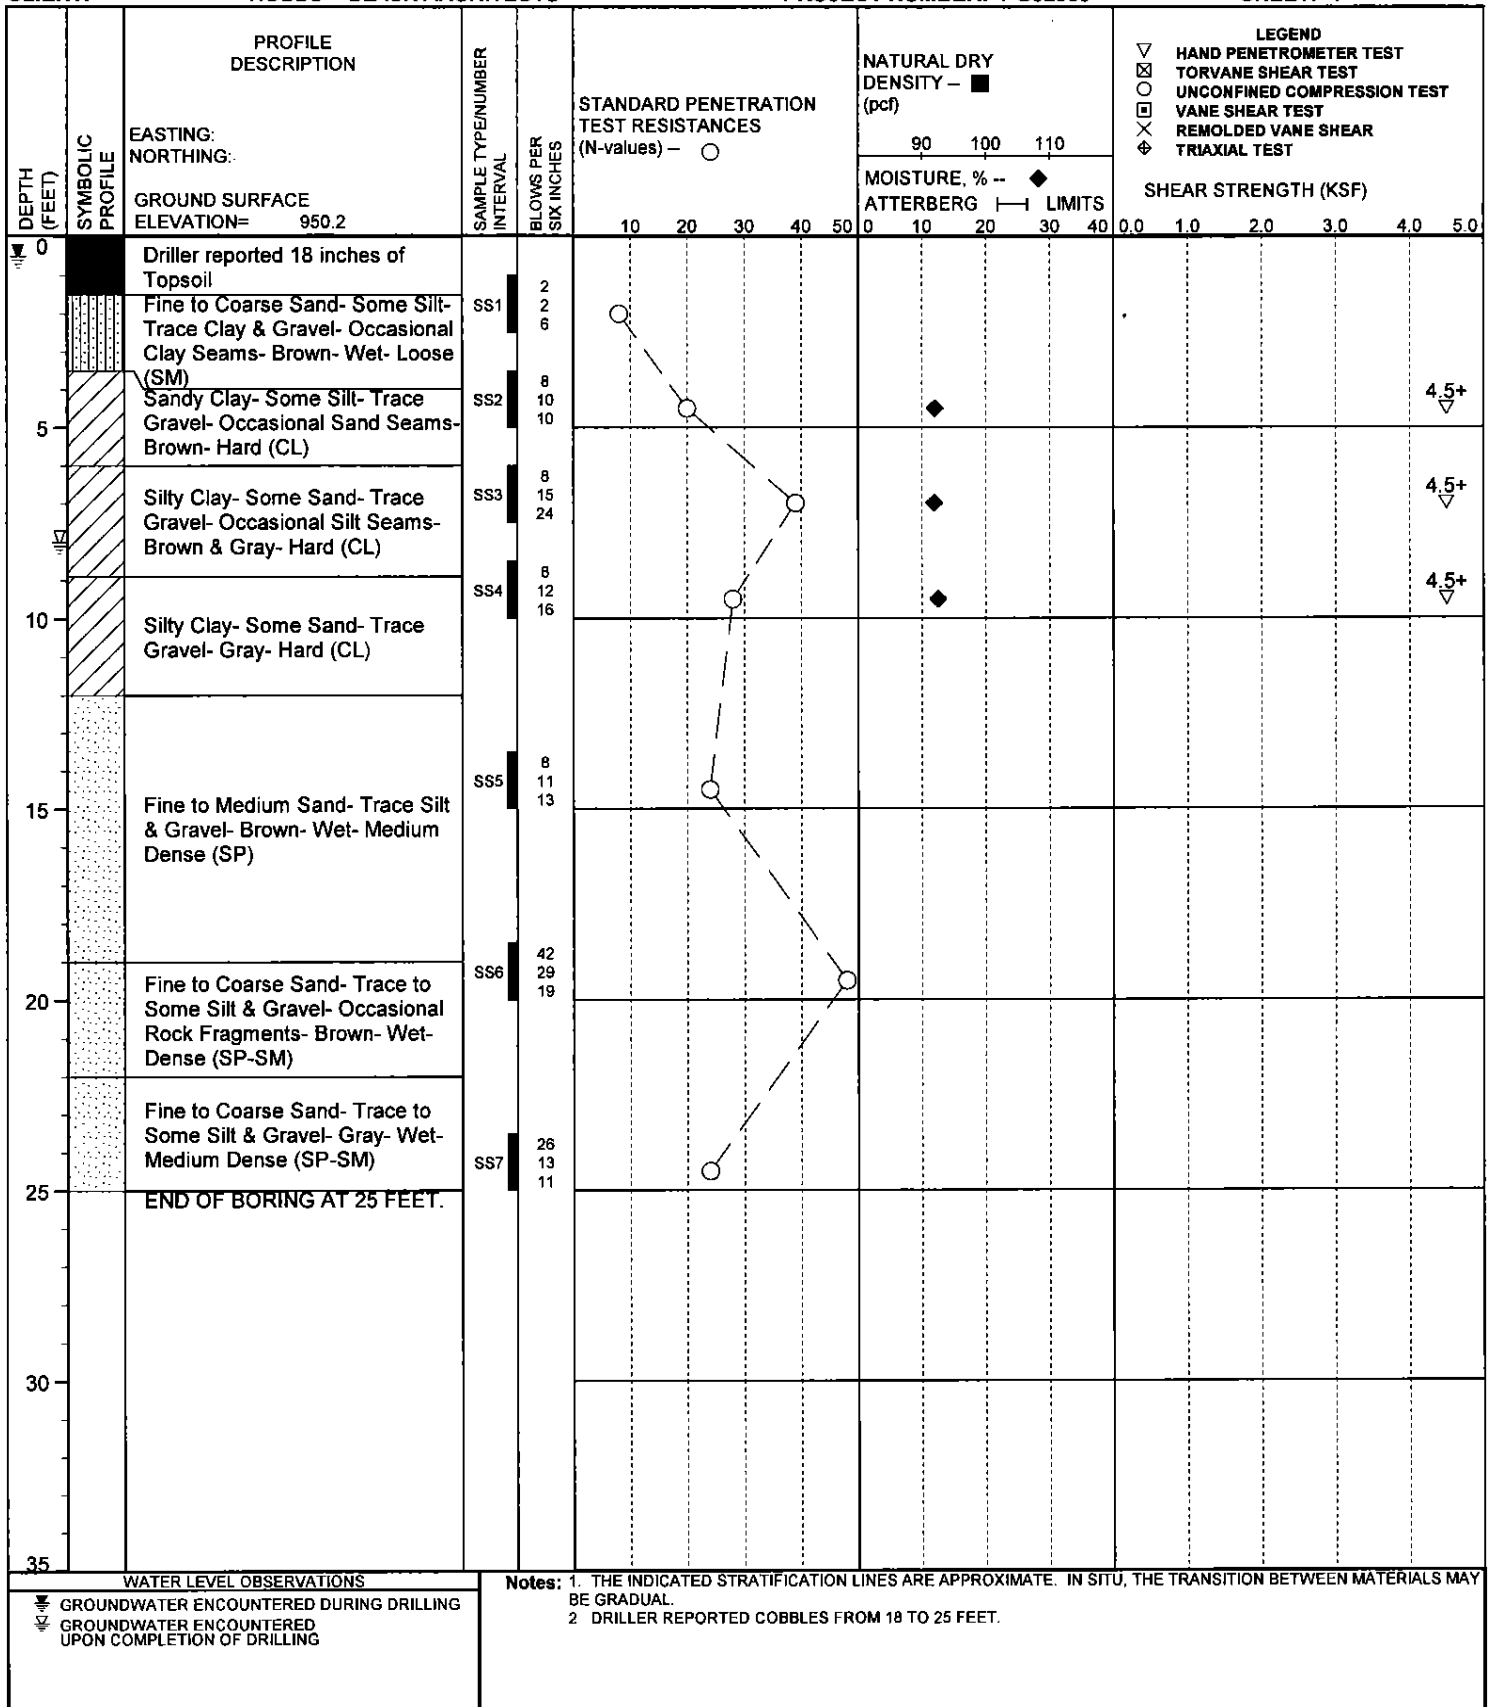 PROFILE
DESCRIPTION
EASTING:
NORTHING:
GROUND SURFACE
ELEVATION= 950.2
DEPTH
(FEET)
SYMBOLIC
PROFILE
SAMPLE TYPE/NUMBER
INTERVAL
BLOWS PER
SIX INCHES
STANDARD PENETRATION
TEST RESISTANCES
(N-values) –
10 20 30 40 50
NATURAL DRY
DENSITY –
(pcf)
90 100 110
MOISTURE, % --
ATTERBERG LIMITS
0 10 20 30 40
LEGEND
HAND PENETROMETER TEST
TORVANE SHEAR TEST
UNCONFINED COMPRESSION TEST
VANE SHEAR TEST
REMOLDED VANE SHEAR
TRIAXIAL TEST
SHEAR STRENGTH (KSF)
0.0 1.0 2.0 3.0 4.0 5.0
0
Driller reported 18 inches of
Topsoil
Fine to Coarse Sand- Some Silt-
Trace Clay & Gravel- Occasional
Clay Seams- Brown- Wet- Loose
(SM)
SS1
2
2
6
Sandy Clay- Some Silt- Trace
Gravel- Occasional Sand Seams-
Brown- Hard (CL)
SS2
8
10
10
4.5+
5
Silty Clay- Some Sand- Trace
Gravel- Occasional Silt Seams-
Brown & Gray- Hard (CL)
SS3
8
15
24
4.5+
SS4
8
12
16
4.5+
10
Silty Clay- Some Sand- Trace
Gravel- Gray- Hard (CL)
SS5
8
11
13
15
Fine to Medium Sand- Trace Silt
& Gravel- Brown- Wet- Medium
Dense (SP)
SS6
42
29
19
20
Fine to Coarse Sand- Trace to
Some Silt & Gravel- Occasional
Rock Fragments- Brown- Wet-
Dense (SP-SM)
Fine to Coarse Sand- Trace to
Some Silt & Gravel- Gray- Wet-
Medium Dense (SP-SM)
SS7
26
13
11
25
END OF BORING AT 25 FEET.
30
35
WATER LEVEL OBSERVATIONS
GROUNDWATER ENCOUNTERED DURING DRILLING
GROUNDWATER ENCOUNTERED
UPON COMPLETION OF DRILLING
Notes: 1. THE INDICATED STRATIFICATION LINES ARE APPROXIMATE. IN SITU, THE TRANSITION BETWEEN MATERIALS MAY
BE GRADUAL.
2 DRILLER REPORTED COBBLES FROM 18 TO 25 FEET.